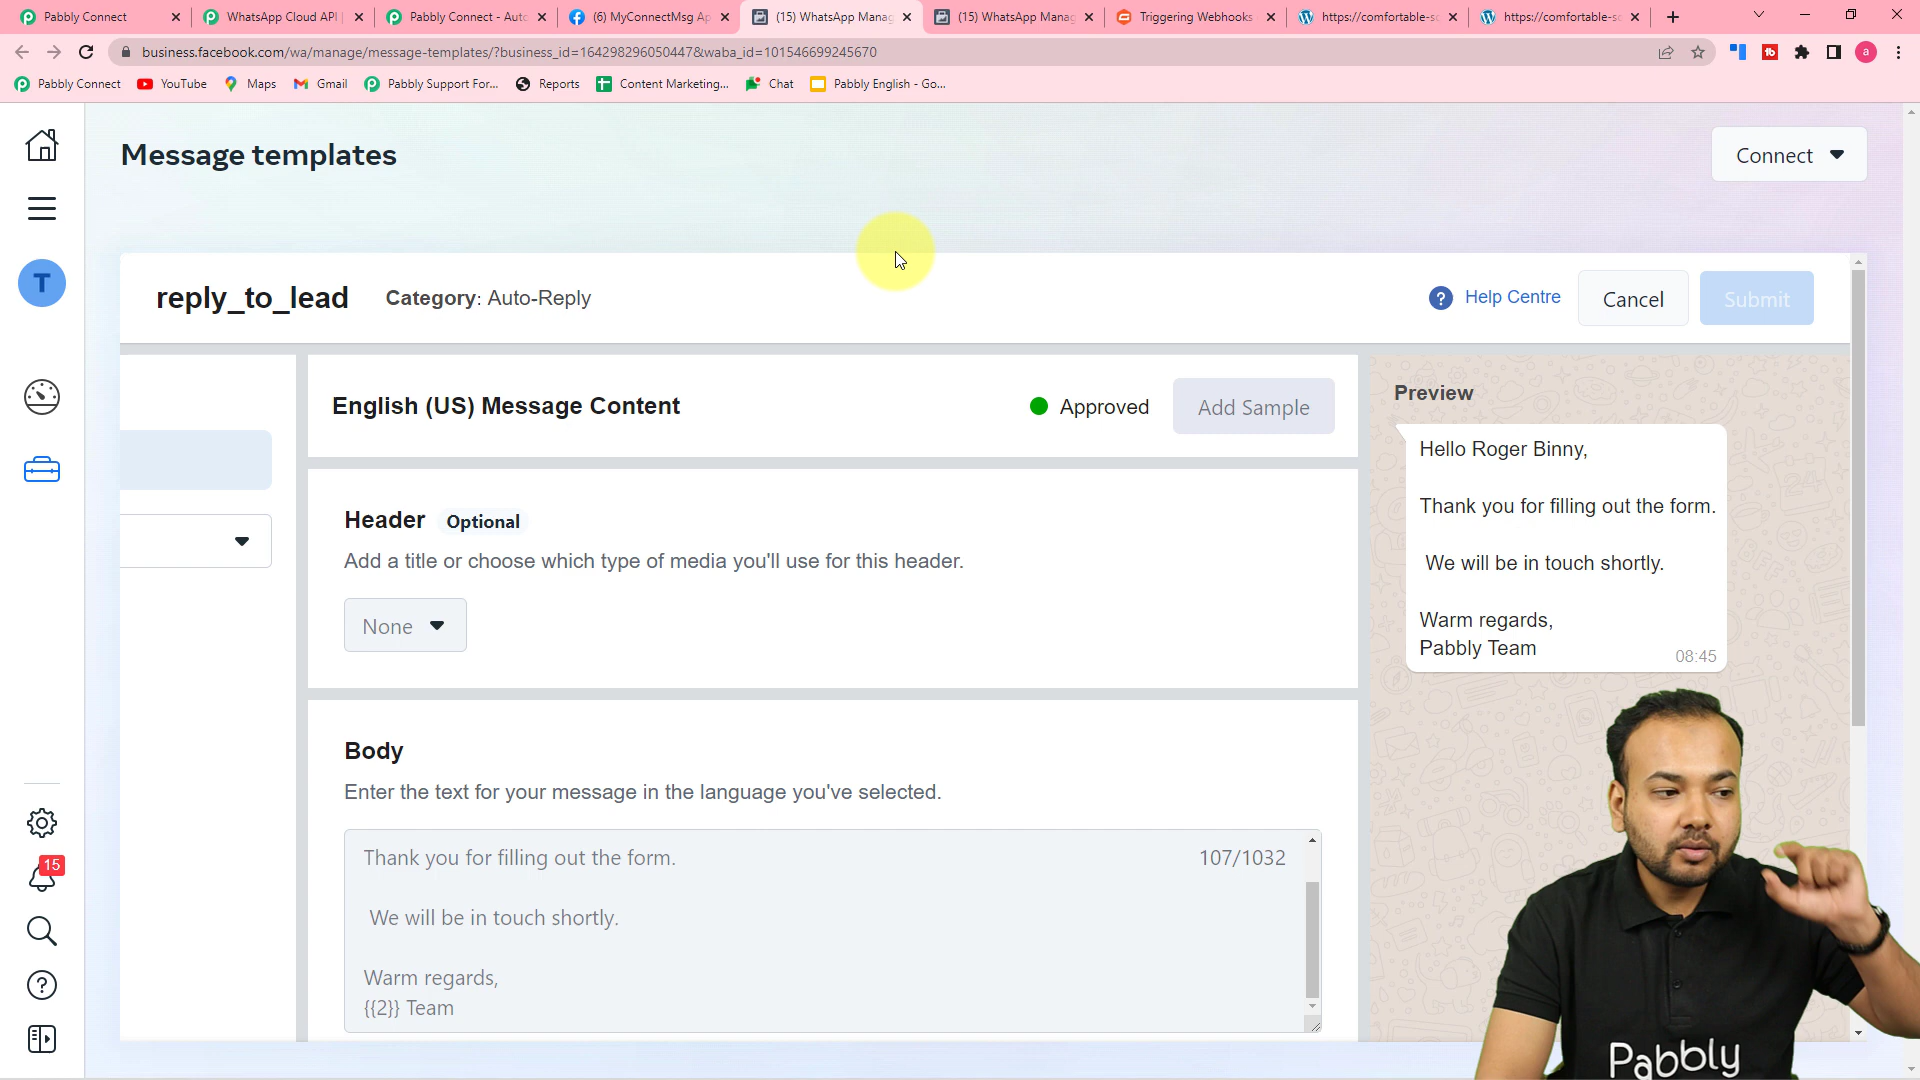 Pabbly Connect
WhatsApp Cloud API
Pabbly Connect - Aut
(6) MyConnectMsg Ap
(15) WhatsApp Manag
(15) WhatsApp Manag
Triggering Webhooks
https://comfortable-s
https://comfortable-s
business.facebook.com/wa/manage/message-templates/?business_id=164298296050447&waba_id=101546699245670
a
Pabbly Connect
YouTube
Maps
Gmail
Pabbly Support For...
Reports
Content Marketing...
Chat
Pabbly English - Go...
Message templates
Connect
T
reply_to_lead
Category: Auto-Reply
Help Centre
Cancel
Submit
English (US) Message Content
Approved
Add Sample
Header
Optional
Add a title or choose which type of media you'll use for this header.
None
Body
Enter the text for your message in the language you've selected.
Thank you for filling out the form.
107/1032
We will be in touch shortly.
Warm regards,
{{2}} Team
Preview
Hello Roger Binny,
Thank you for filling out the form.
We will be in touch shortly.
Warm regards,
Pabbly Team
08:45
15
Pabbly